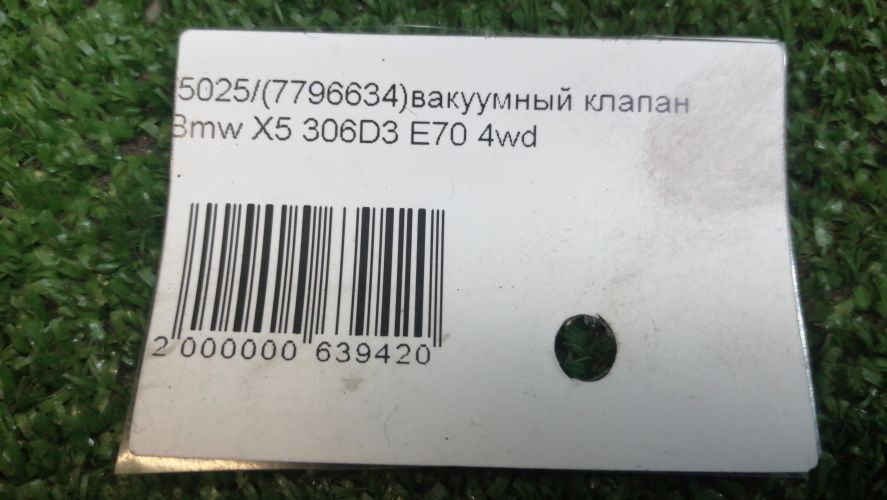 5025/(7796634)вакуумный клапан
Bmw X5 306D3 E70 4wd
2 000000 639420